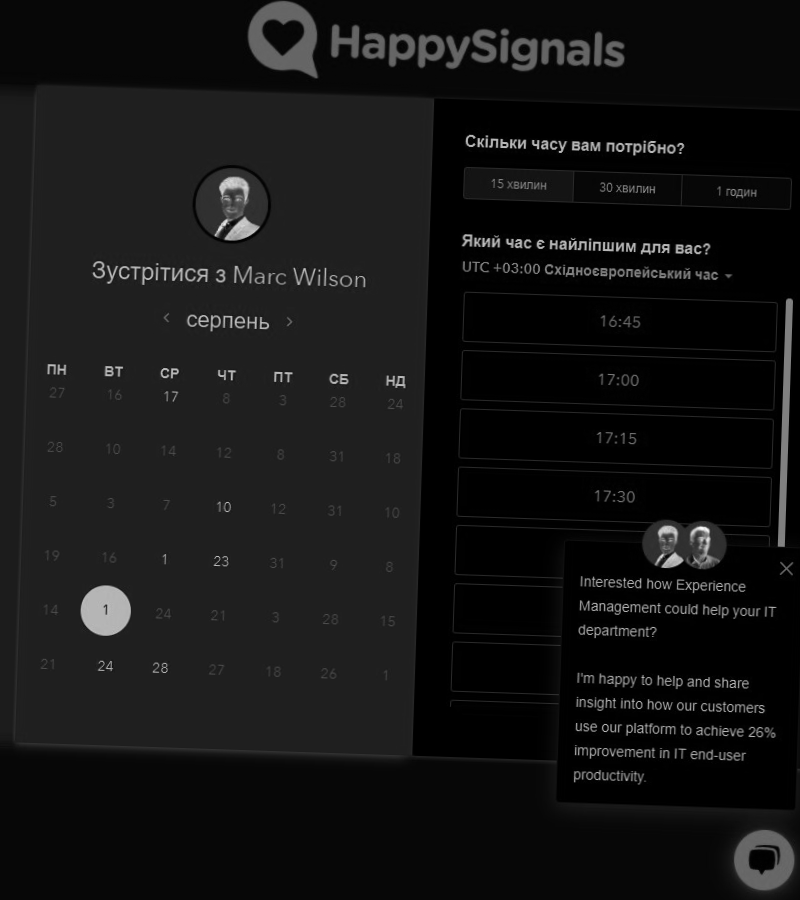 HappySignals
Зустрітися з Marc Wilson
серпень
ПН ВТ СР ЧТ ПТ СБ НД
27 16 17 8 3 28 24
28 10 14 12 8 31 18
5 3 7 10 12 31 10
19 16 1 23 31 9 8
14 1 24 21 3 28 15
21 24 28 27 18 26 1
Скільки часу вам потрібно?
15 хвилин 30 хвилин 1 годин
Який час є найліпшим для вас?
UTC +03:00 Східноєвропейський час
16:45
17:00
17:15
17:30
Interested how Experience
Management could help your IT
department?
I'm happy to help and share
insight into how our customers
use our platform to achieve 26%
improvement in IT end-user
productivity.